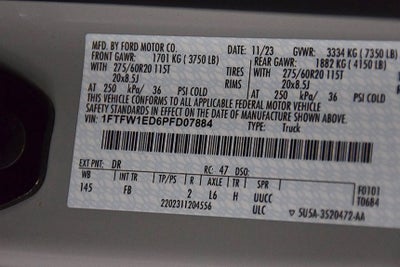 MFD. BY FORD MOTOR CO.
DATE: 11/23 GVWR: 3334 KG ( 7350 LB)
FRONT GAWR: 1701 KG ( 3750 LB) REAR GAWR: 1882 KG ( 4150 LB)
WITH 275/60R20 115T TIRES WITH 275/60R20 115T
20x8.5J RIMS 20x8.5J
AT 250 kPa/ 36 PSI COLD AT 250 kPa/ 36 PSI COLD
THIS VEHICLE CONFORMS TO ALL APPLICABLE FEDERAL MOTOR VEHICLE
SAFETY STANDARDS IN EFFECT ON THE DATE OF MANUFACTURE SHOWN ABOVE.
VIN: 1FTFW1ED6PFD07884
TYPE: Truck
EXT PNT: DR RC: 47 DSO:
WB INT TR TP/PS R AXLE TR SPR
145 FB 2 L6 H UUCC
2202311204556 ULC
F0101
T0684
5U5A-3520472-AA